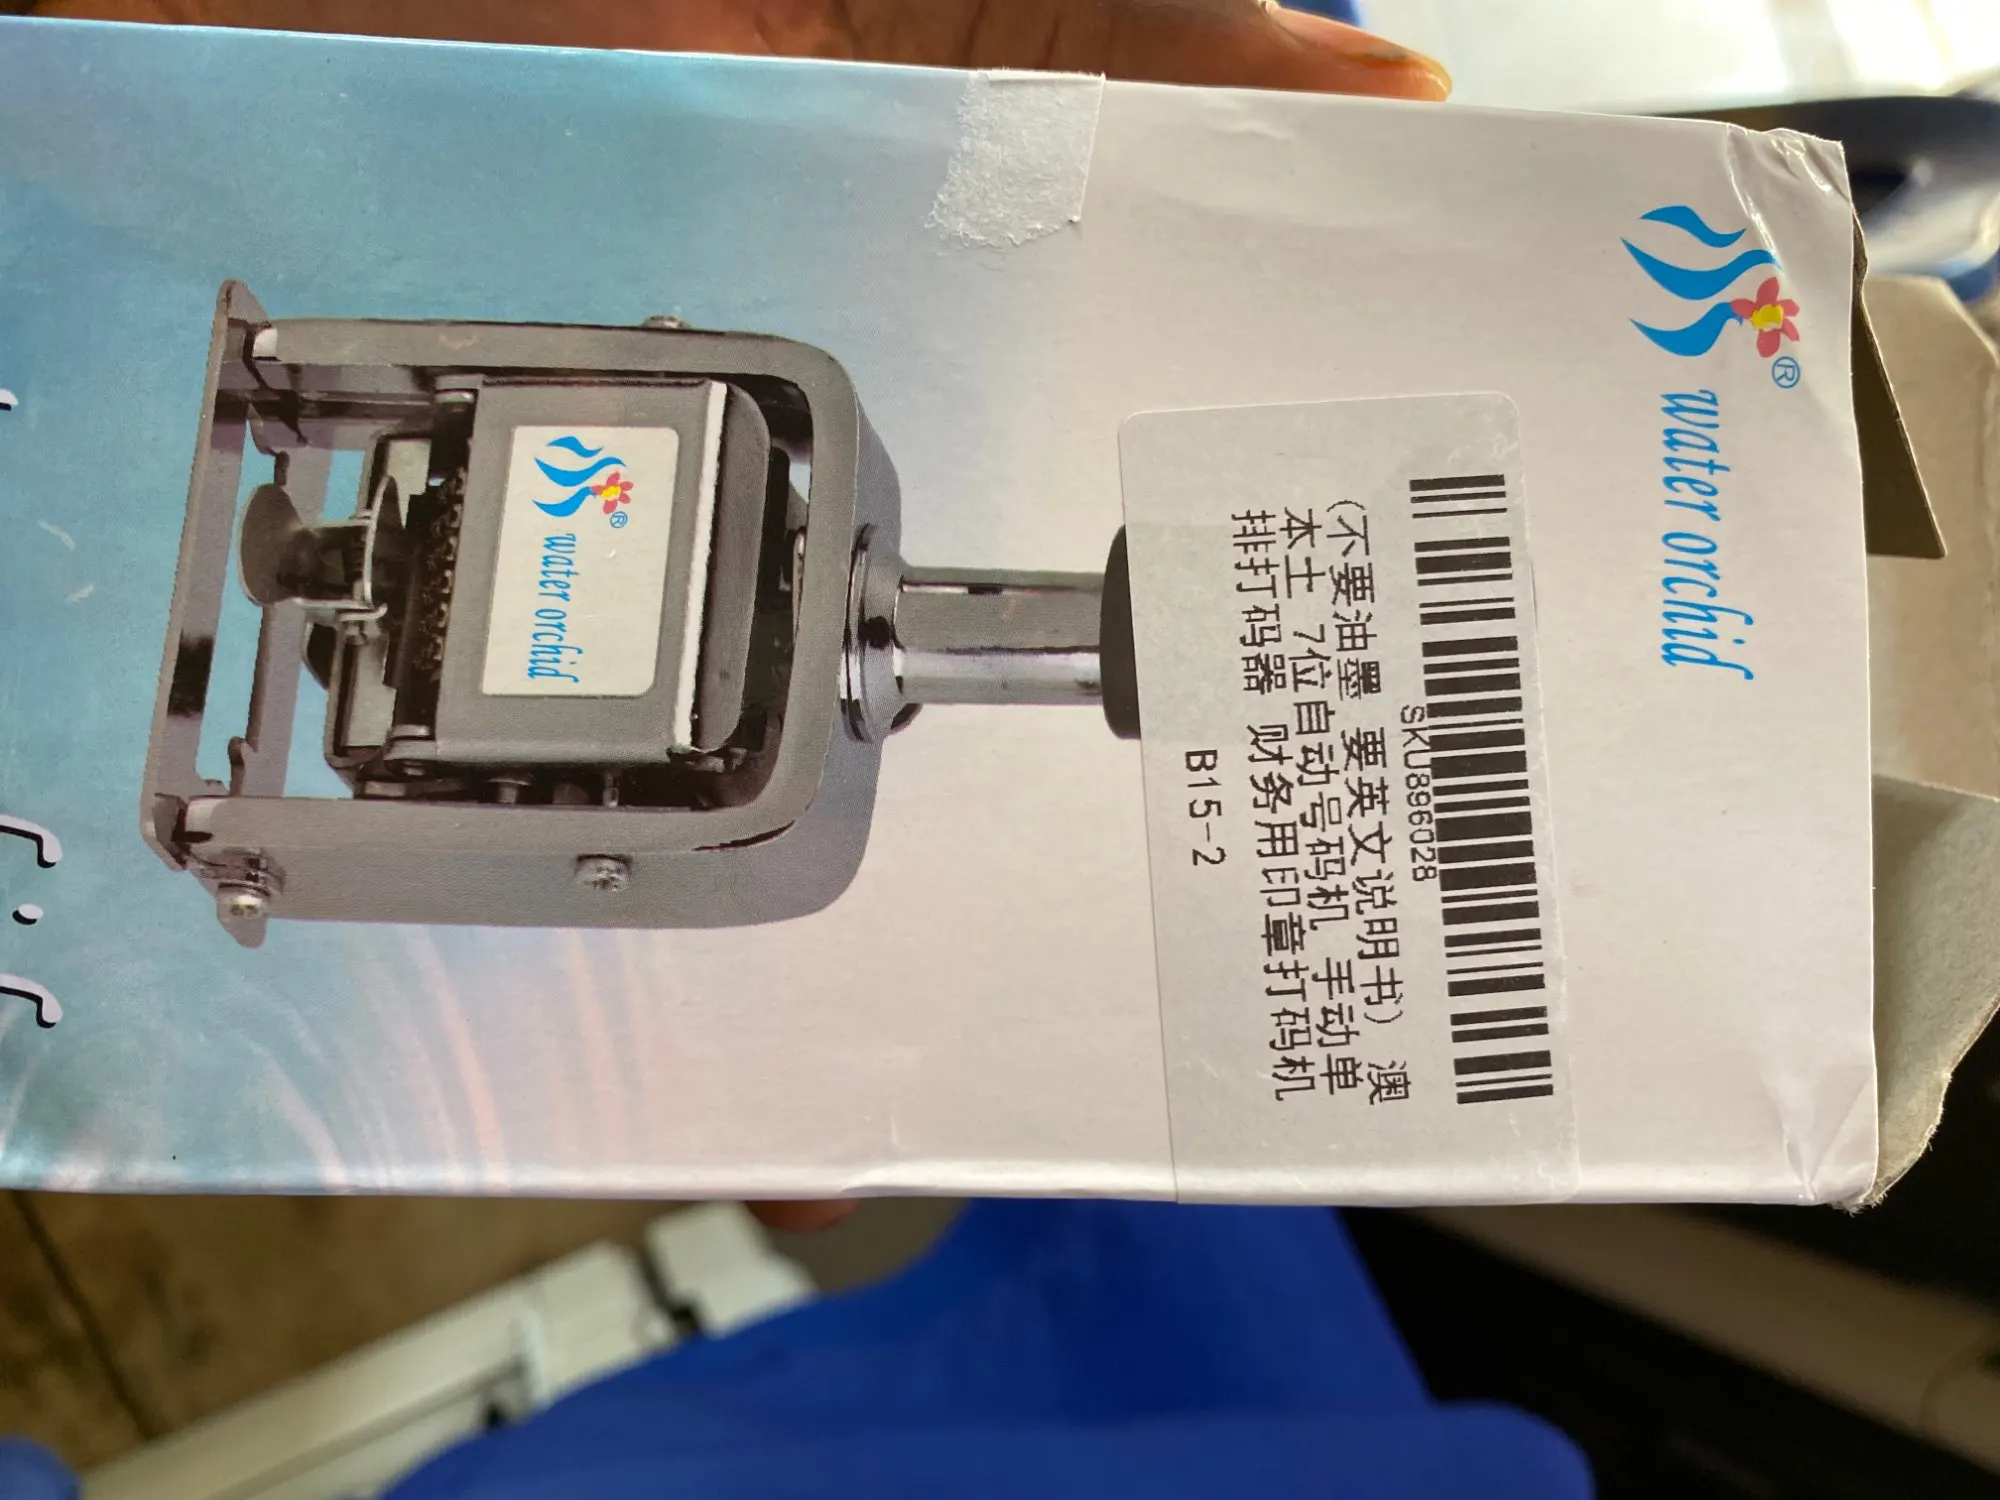 water orchid
®
SKU896028
(不要油墨 要英文说明书) 澳
本士 7位自动号码机 手动单
排打码器 财务用印章打码机
B15-2
water orchid
®